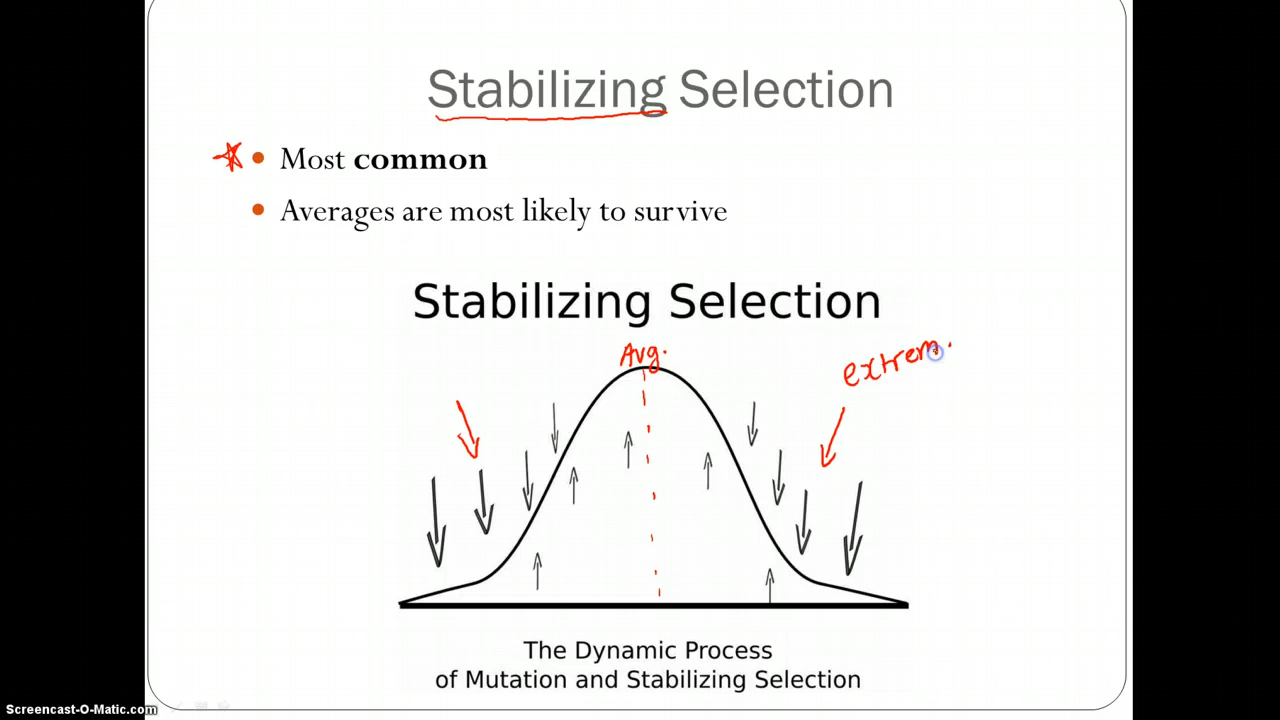 Stabilizing Selection
Most common
Averages are most likely to survive
Stabilizing Selection
Avg.
extrem.
The Dynamic Process
of Mutation and Stabilizing Selection
Screencast-O-Matic.com